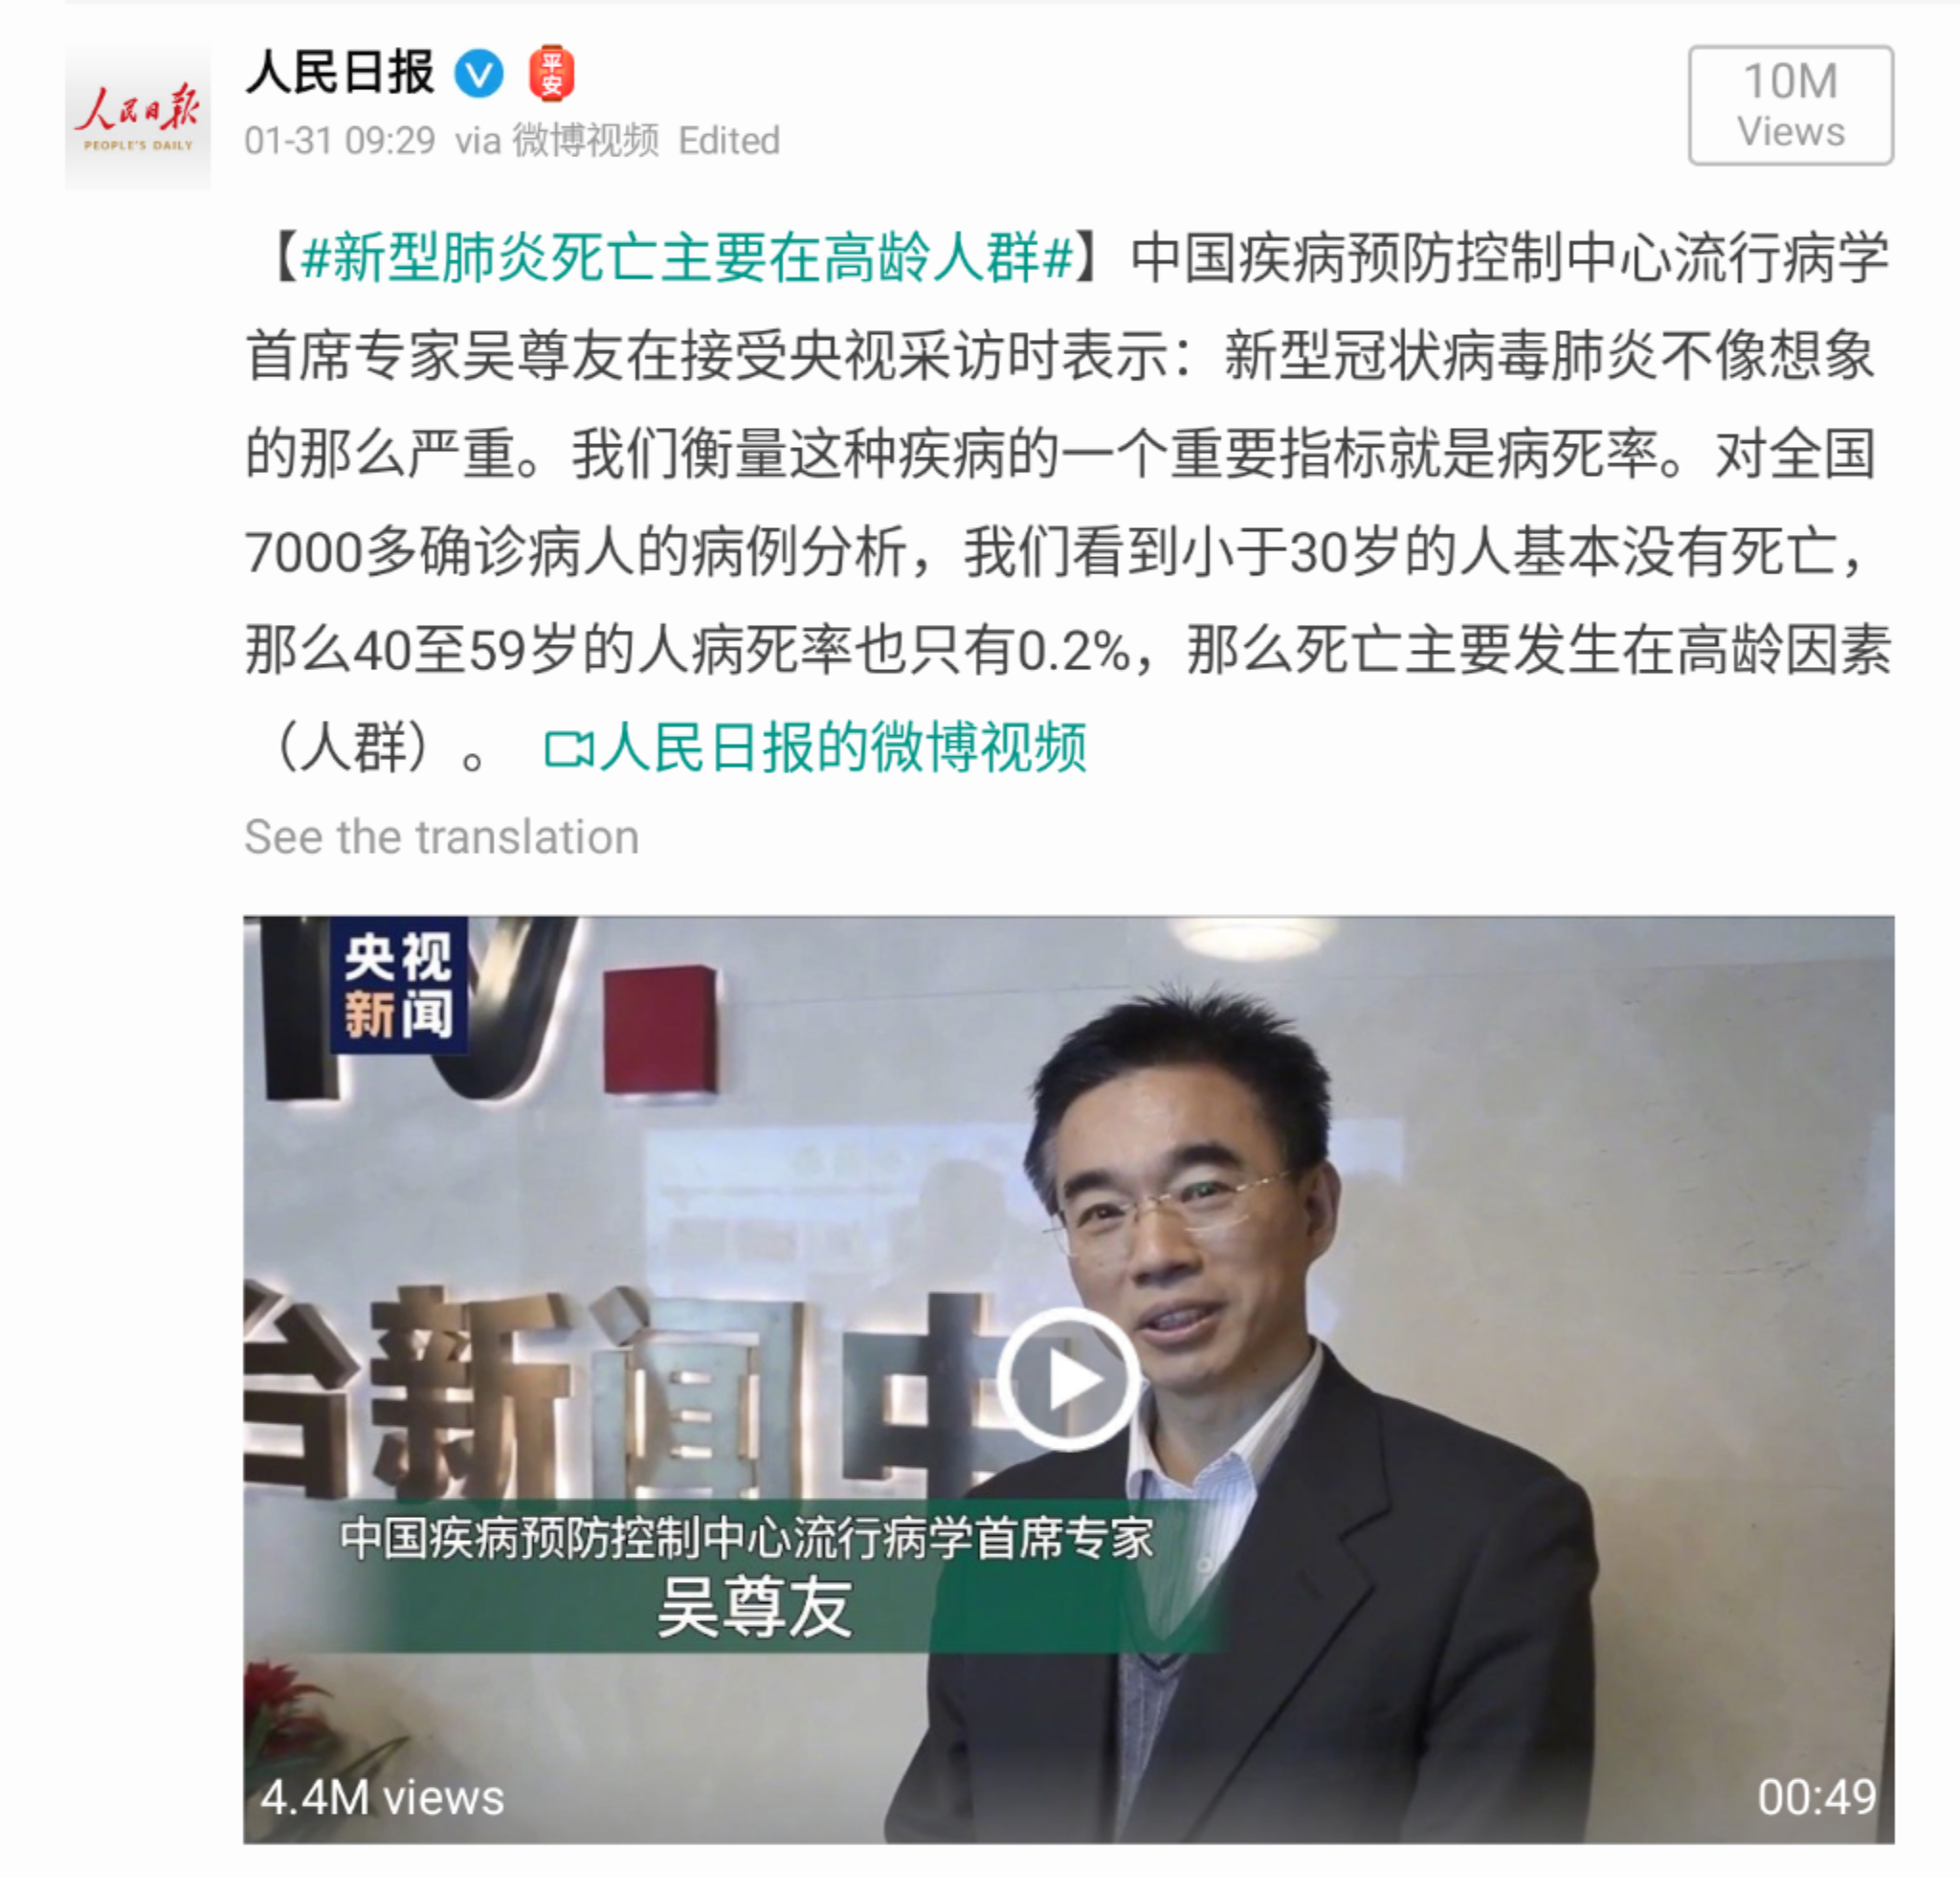 人民日報
PEOPLE'S DAILY
人民日报
平安
01-31 09:29 via 微博视频 Edited
10M
Views
【#新型肺炎死亡主要在高龄人群#】中国疾病预防控制中心流行病学
首席专家吴尊友在接受央视采访时表示：新型冠状病毒肺炎不像想象
的那么严重。我们衡量这种疾病的一个重要指标就是病死率。对全国
7000多确诊病人的病例分析，我们看到小于30岁的人基本没有死亡，
那么40至59岁的人病死率也只有0.2%，那么死亡主要发生在高龄因素
（人群）。 人民日报的微博视频
See the translation
央视
新闻
台新闻中
中国疾病预防控制中心流行病学首席专家
吴尊友
4.4M views
00:49